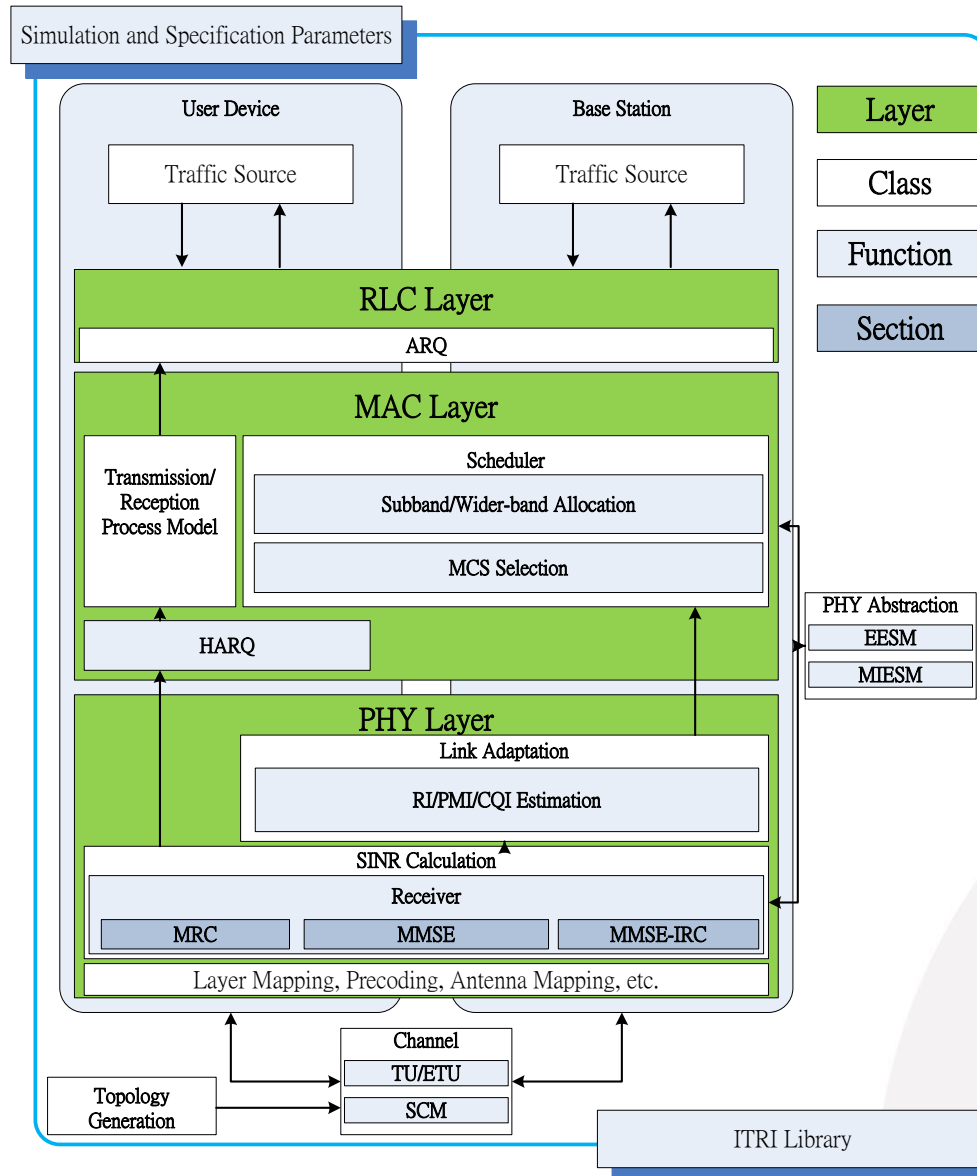 Simulation and Specification Parameters
User Device
Base Station
Layer
Class
Function
Section
Traffic Source
Traffic Source
RLC Layer
ARQ
MAC Layer
Transmission/
Reception
Process Model
Scheduler
Subband/Wider-band Allocation
MCS Selection
HARQ
PHY Abstraction
EESM
MIESM
PHY Layer
Link Adaptation
RI/PMI/CQI Estimation
SINR Calculation
Receiver
MRC
MMSE
MMSE-IRC
Layer Mapping, Precoding, Antenna Mapping, etc.
Channel
TU/ETU
SCM
Topology
Generation
ITRI Library